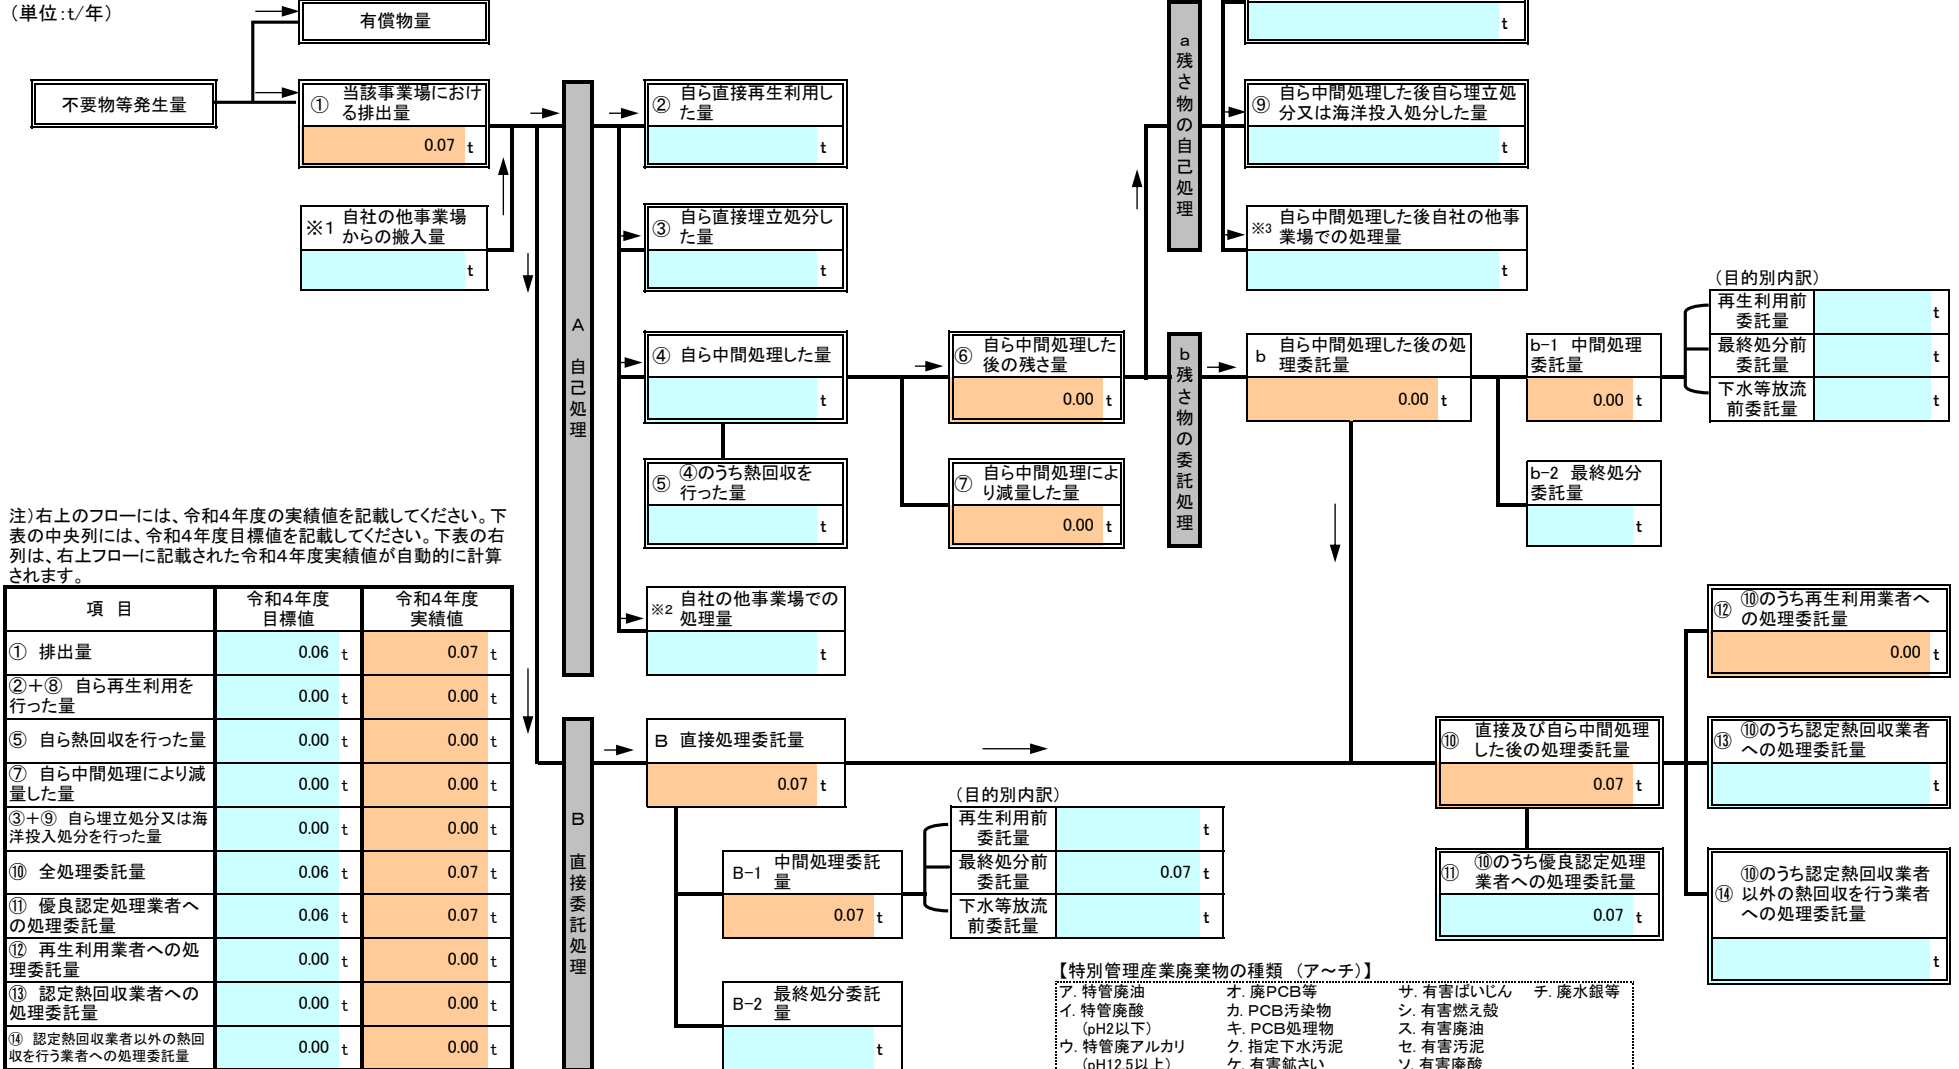 （単位：t/年）
有償物量
不要物等発生量
① 当該事業場におけ
る排出量
0.07 t
※1 自社の他事業場
からの搬入量
t
A 自己処理
② 自ら直接再生利用し
た量
t
③ 自ら直接埋立処分し
た量
t
④ 自ら中間処理した量
t
⑤ ④のうち熱回収を
行った量
t
※2 自社の他事業場での
処理量
t
⑥ 自ら中間処理した
後の残さ量
0.00 t
⑦ 自ら中間処理によ
り減量した量
0.00 t
a 残さ物の自己処理
t
⑨ 自ら中間処理した後自ら埋立処
分又は海洋投入処分した量
t
※3 自ら中間処理した後自社の他事
業場での処理量
t
b 残さ物の委託処理
b 自ら中間処理した後の処
理委託量
0.00 t
b-1 中間処理
委託量
0.00 t
（目的別内訳）
再生利用前
委託量
t
最終処分前
委託量
t
下水等放流
前委託量
t
b-2 最終処分
委託量
t
注）右上のフローには、令和4年度の実績値を記載してください。下
表の中央列には、令和4年度目標値を記載してください。下表の右
列は、右上フローに記載された令和4年度実績値が自動的に計算
されます。
項 目 令和4年度 目標値 令和4年度 実績値
① 排出量 0.06 t 0.07 t
②＋⑧ 自ら再生利用を
行った量 0.00 t 0.00 t
⑤ 自ら熱回収を行った量 0.00 t 0.00 t
⑦ 自ら中間処理により減
量した量 0.00 t 0.00 t
③＋⑨ 自ら埋立処分又は海
洋投入処分を行った量 0.00 t 0.00 t
⑩ 全処理委託量 0.06 t 0.07 t
⑪ 優良認定処理業者へ
の処理委託量 0.06 t 0.07 t
⑫ 再生利用業者への処
理委託量 0.00 t 0.00 t
⑬ 認定熱回収業者への
処理委託量 0.00 t 0.00 t
⑭ 認定熱回収業者以外の熱回
収を行う業者への処理委託量 0.00 t 0.00 t
B 直接委託処理
B 直接処理委託量
0.07 t
B-1 中間処理委託
量
0.07 t
（目的別内訳）
再生利用前
委託量
t
最終処分前
委託量
0.07 t
下水等放流
前委託量
t
B-2 最終処分委託
量
t
⑩ 直接及び自ら中間処理
した後の処理委託量
0.07 t
⑪ ⑩のうち優良認定処理
業者への処理委託量
0.07 t
⑫ ⑩のうち再生利用業者へ
の処理委託量
0.00 t
⑬ ⑩のうち認定熱回収業者
への処理委託量
t
⑭ ⑩のうち認定熱回収業者
以外の熱回収を行う業者
への処理委託量
t
【特別管理産業廃棄物の種類 （ア～チ）】
ア. 特管廃油 オ. 廃PCB等 サ. 有害ばいじん チ. 廃水銀等
イ. 特管廃酸 カ. PCB汚染物 シ. 有害燃え殻
（pH2以下） キ. PCB処理物 ス. 有害廃油
ウ. 特管廃アルカリ ク. 指定下水汚泥 セ. 有害汚泥
（pH12.5以上） ケ. 有害鉱さい ソ. 有害廃酸